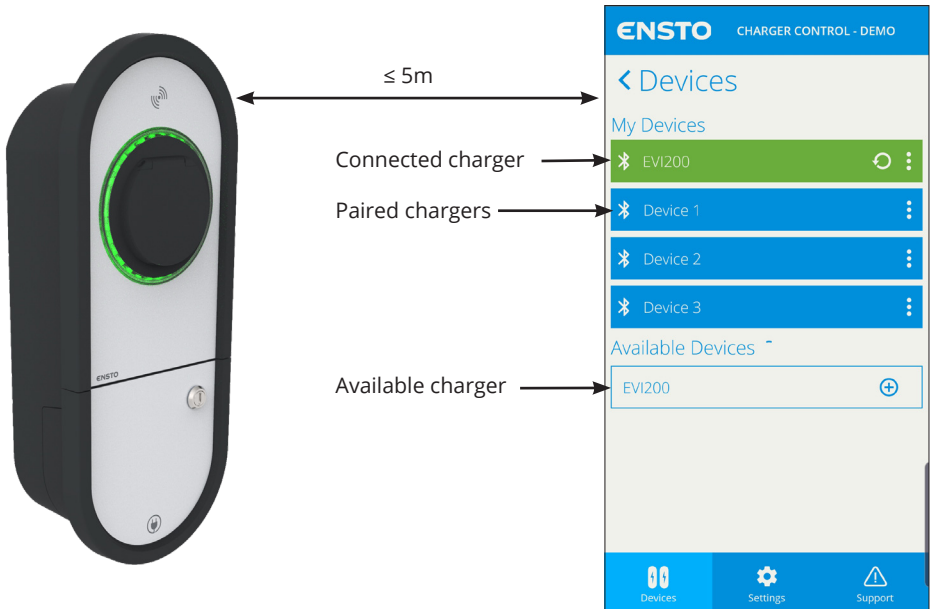 ≤ 5m
Connected charger
Paired chargers
Available charger
ENSTO
ENSTO CHARGER CONTROL - DEMO
Devices
My Devices
EVI200
Device 1
Device 2
Device 3
Available Devices
EVI200
Devices Settings Support